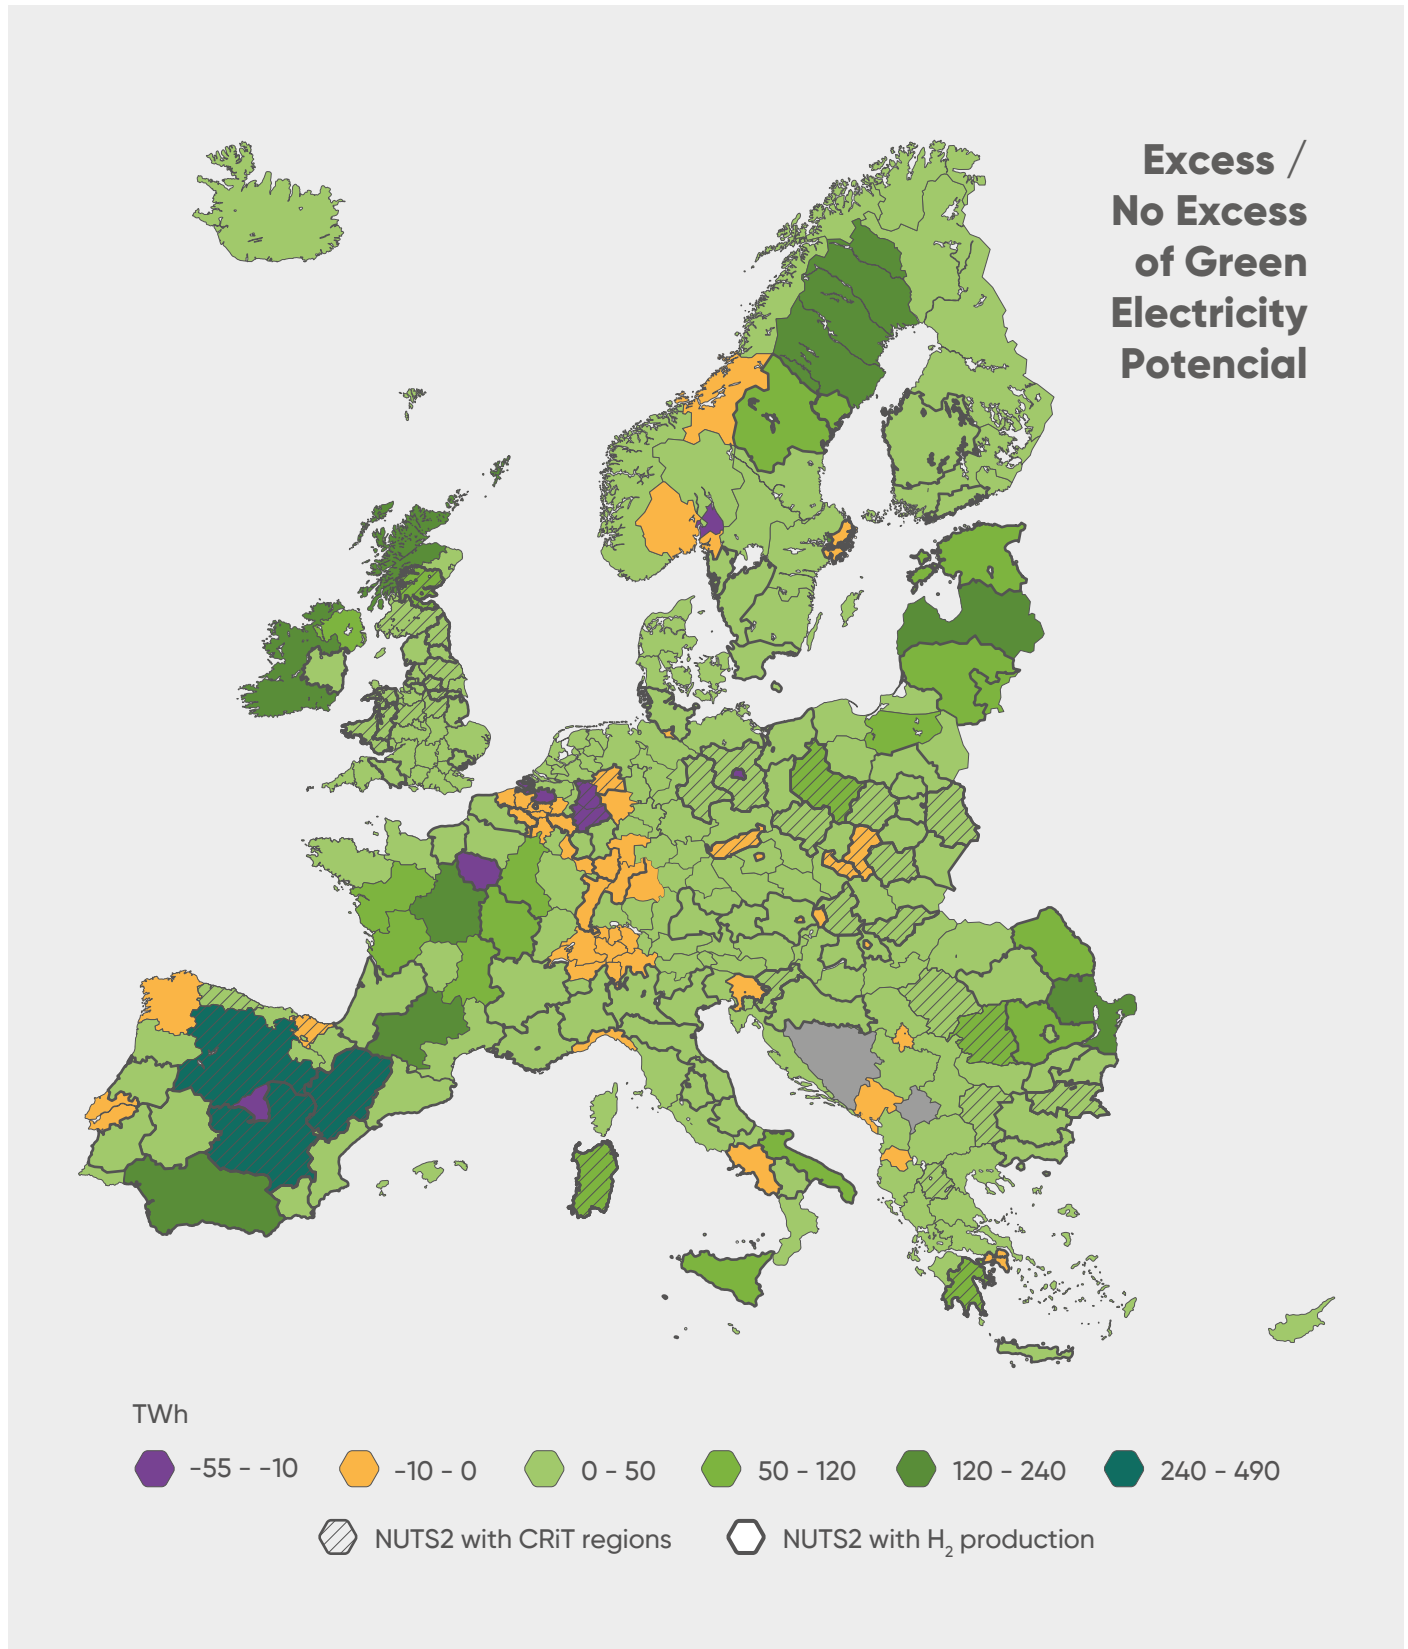 Excess /
No Excess
of Green
Electricity
Potencial
TWh
-55 - -10
-10 - 0
0 - 50
50 - 120
120 - 240
240 - 490
NUTS2 with CRiT regions
NUTS2 with H2 production